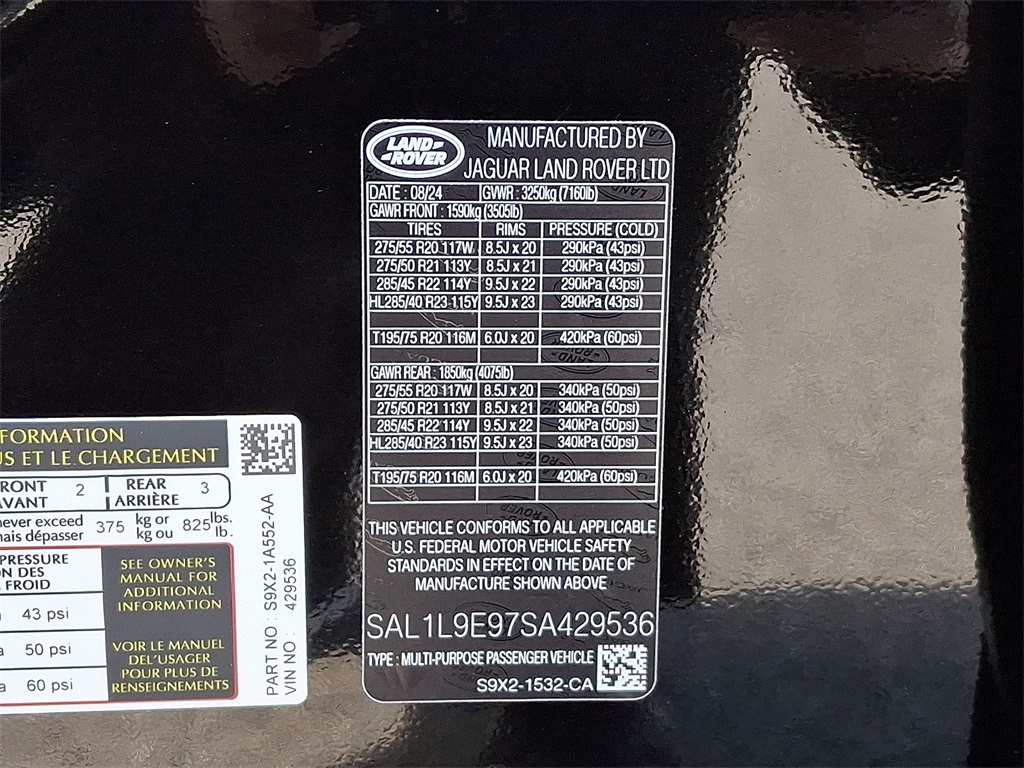 LAND-
-ROVER
MANUFACTURED BY
JAGUAR LAND ROVER LTD
DATE : 08/24 GVWR : 3250kg (7160lb)
GAWR FRONT : 1590kg (3505lb)
TIRES RIMS PRESSURE (COLD)
275/55 R20 117W 8.5J x 20 290kPa (43psi)
275/50 R21 113Y 8.5J x 21 290kPa (43psi)
285/45 R22 114Y 9.5J x 22 290kPa (43psi)
HL285/40 R23 115Y 9.5J x 23 290kPa (43psi)
T195/75 R20 116M 6.0J x 20 420kPa (60psi)
GAWR REAR : 1850kg (4075lb)
275/55 R20 117W 8.5J x 20 340kPa (50psi)
275/50 R21 113Y 8.5J x 21 340kPa (50psi)
285/45 R22 114Y 9.5J x 22 340kPa (50psi)
HL285/40 R23 115Y 9.5J x 23 340kPa (50psi)
T195/75 R20 116M 6.0J x 20 420kPa (60psi)
THIS VEHICLE CONFORMS TO ALL APPLICABLE
U.S. FEDERAL MOTOR VEHICLE SAFETY
STANDARDS IN EFFECT ON THE DATE OF
MANUFACTURE SHOWN ABOVE
SAL1L9E97SA429536
TYPE : MULTI-PURPOSE PASSENGER VEHICLE
S9X2-1532-CA
FORMATION
US ET LE CHARGEMENT
RONT 2 REAR 3
AVANT ARRIÈRE
never exceed 375 kg or 825 lbs.
mais dépasser kg ou lb.
PRESSURE
ON DES
FROID
43 psi
50 psi
60 psi
SEE OWNER'S
MANUAL FOR
ADDITIONAL
INFORMATION
VOIR LE MANUEL
DEL'USAGER
POUR PLUS DE
RENSEIGNEMENTS
PART NO : S9X2-1A552-AA
VIN NO : 429536